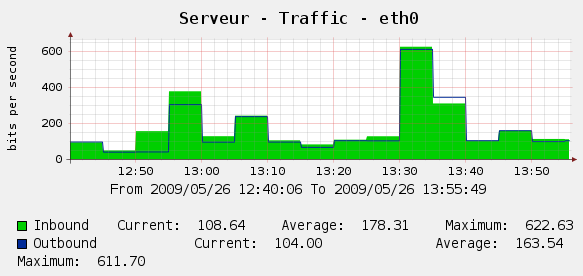 Serveur - Traffic - eth0
bits per second
600
400
200
0
12:50 13:00 13:10 13:20 13:30 13:40 13:50
From 2009/05/26 12:40:06 To 2009/05/26 13:55:49
Inbound Current: 108.64 Average: 178.31 Maximum: 622.63
Outbound Current: 104.00 Average: 163.54
Maximum: 611.70